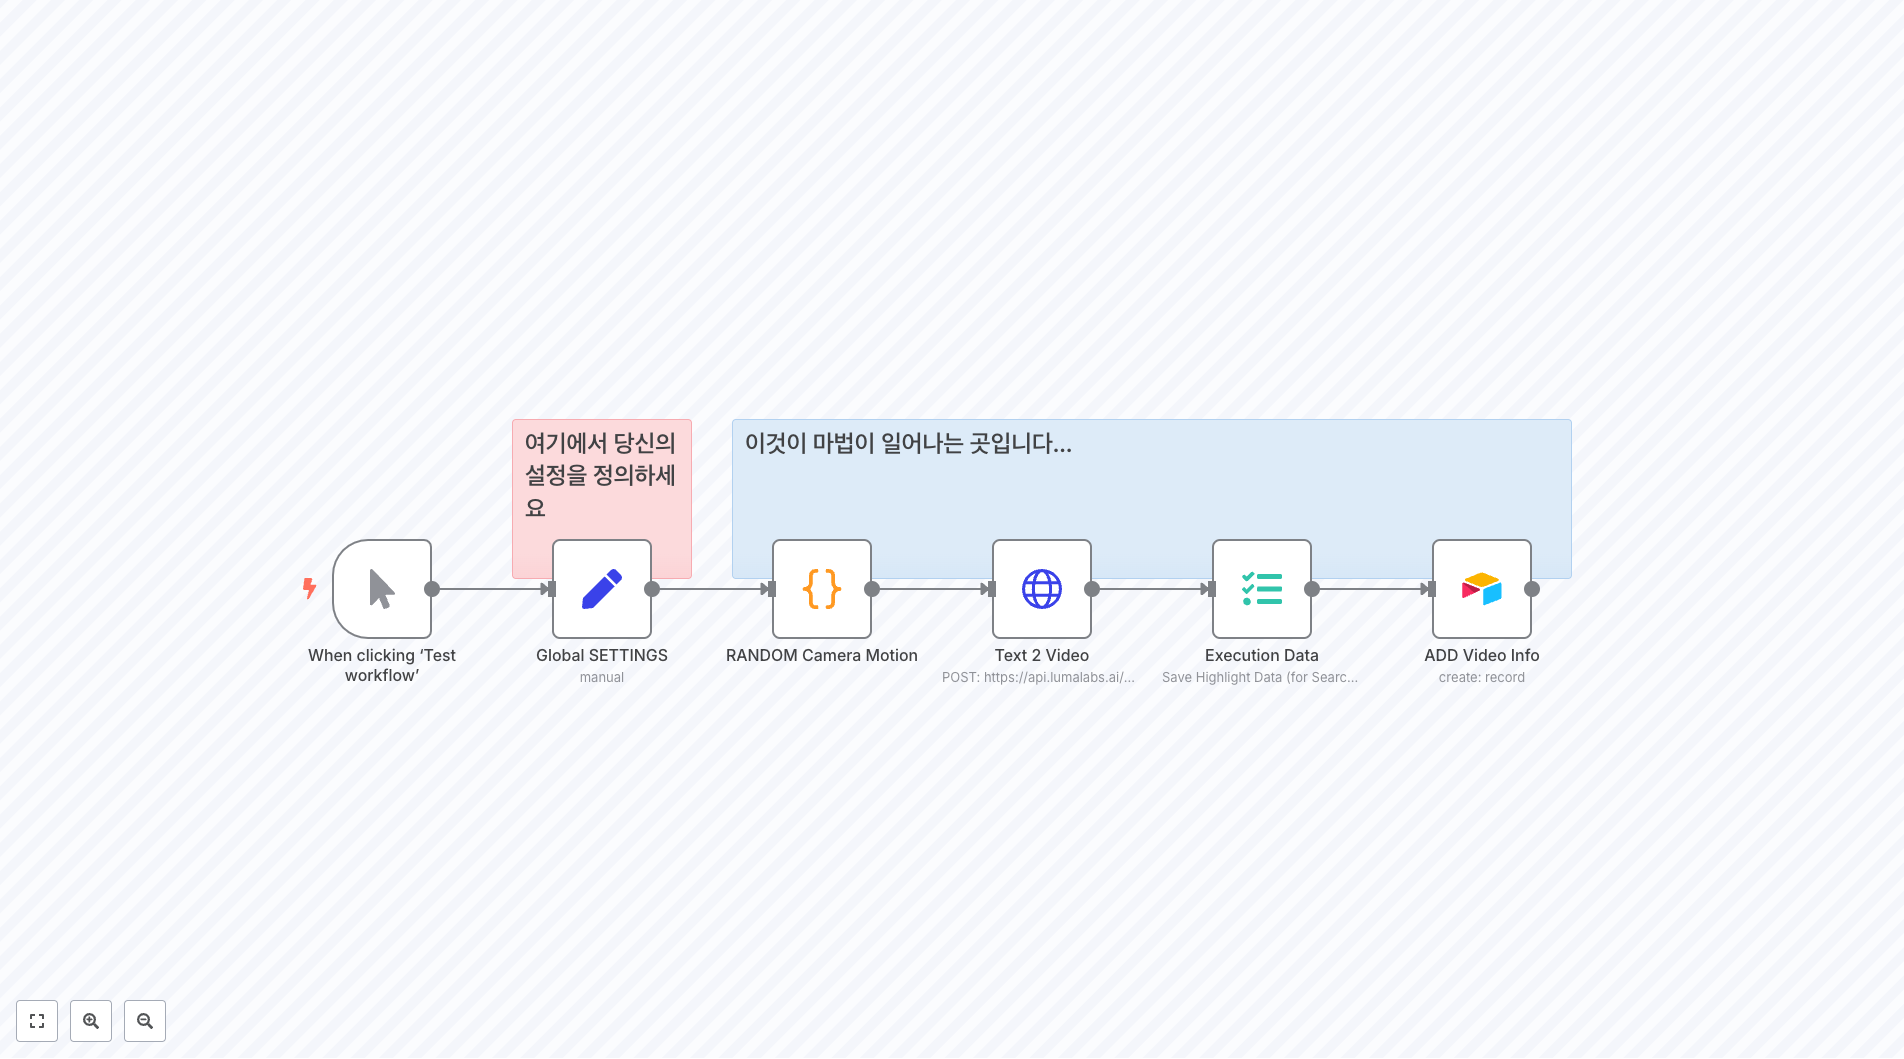 여기에서 당신의
설정을 정의하세
요
이것이 마법이 일어나는 곳입니다...
When clicking ‘Test
workflow’
Global SETTINGS
manual
RANDOM Camera Motion
Text 2 Video
POST: https://api.lumalabs.ai/...
Execution Data
Save Highlight Data (for Searc...
ADD Video Info
create: record